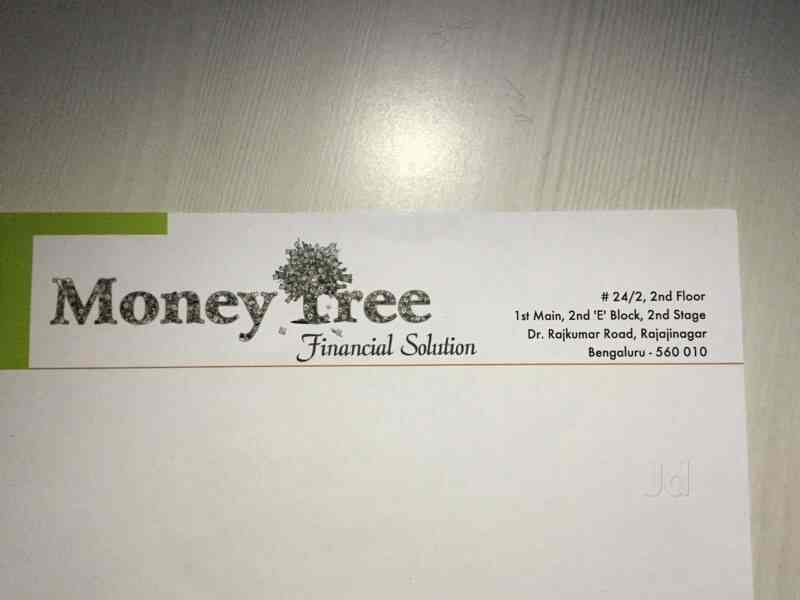 Money Tree
Financial Solution
# 24/2, 2nd Floor
1st Main, 2nd 'E' Block, 2nd Stage
Dr. Rajkumar Road, Rajajinagar
Bengaluru - 560 010
Jd